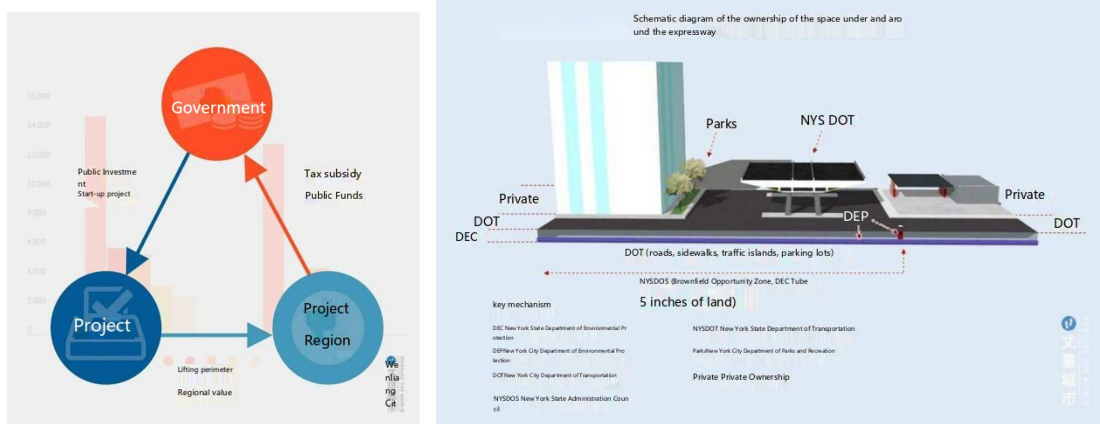 16,000
14,000
12,000
10,000
8,000
6,000
4,000
2,000
0
Government
Public Investme
nt
Start-up project
Tax subsidy
Public Funds
Project
Project
Region
Lifting perimeter
Regional value
We
nlia
ng
Cit
Schematic diagram of the ownership of the space under and aro
und the expressway
Parks
NYS DOT
Private
Private
DOT
DEP
DOT
DEC
DOT (roads, sidewalks, traffic islands, parking lots)
NYSDOS (Brownfield Opportunity Zone, DEC Tube
5 inches of land)
key mechanism
DEC New York State Department of Environmental Pr
otection
NYSDOT New York State Department of Transportation
DEPNew York City Department of Environmental Pro
tection
ParksNew York City Department of Parks and Recreation
DOTNew York City Department of Transportation
Private Private Ownership
NYSDOS New York State Administration Coun
cil
城市